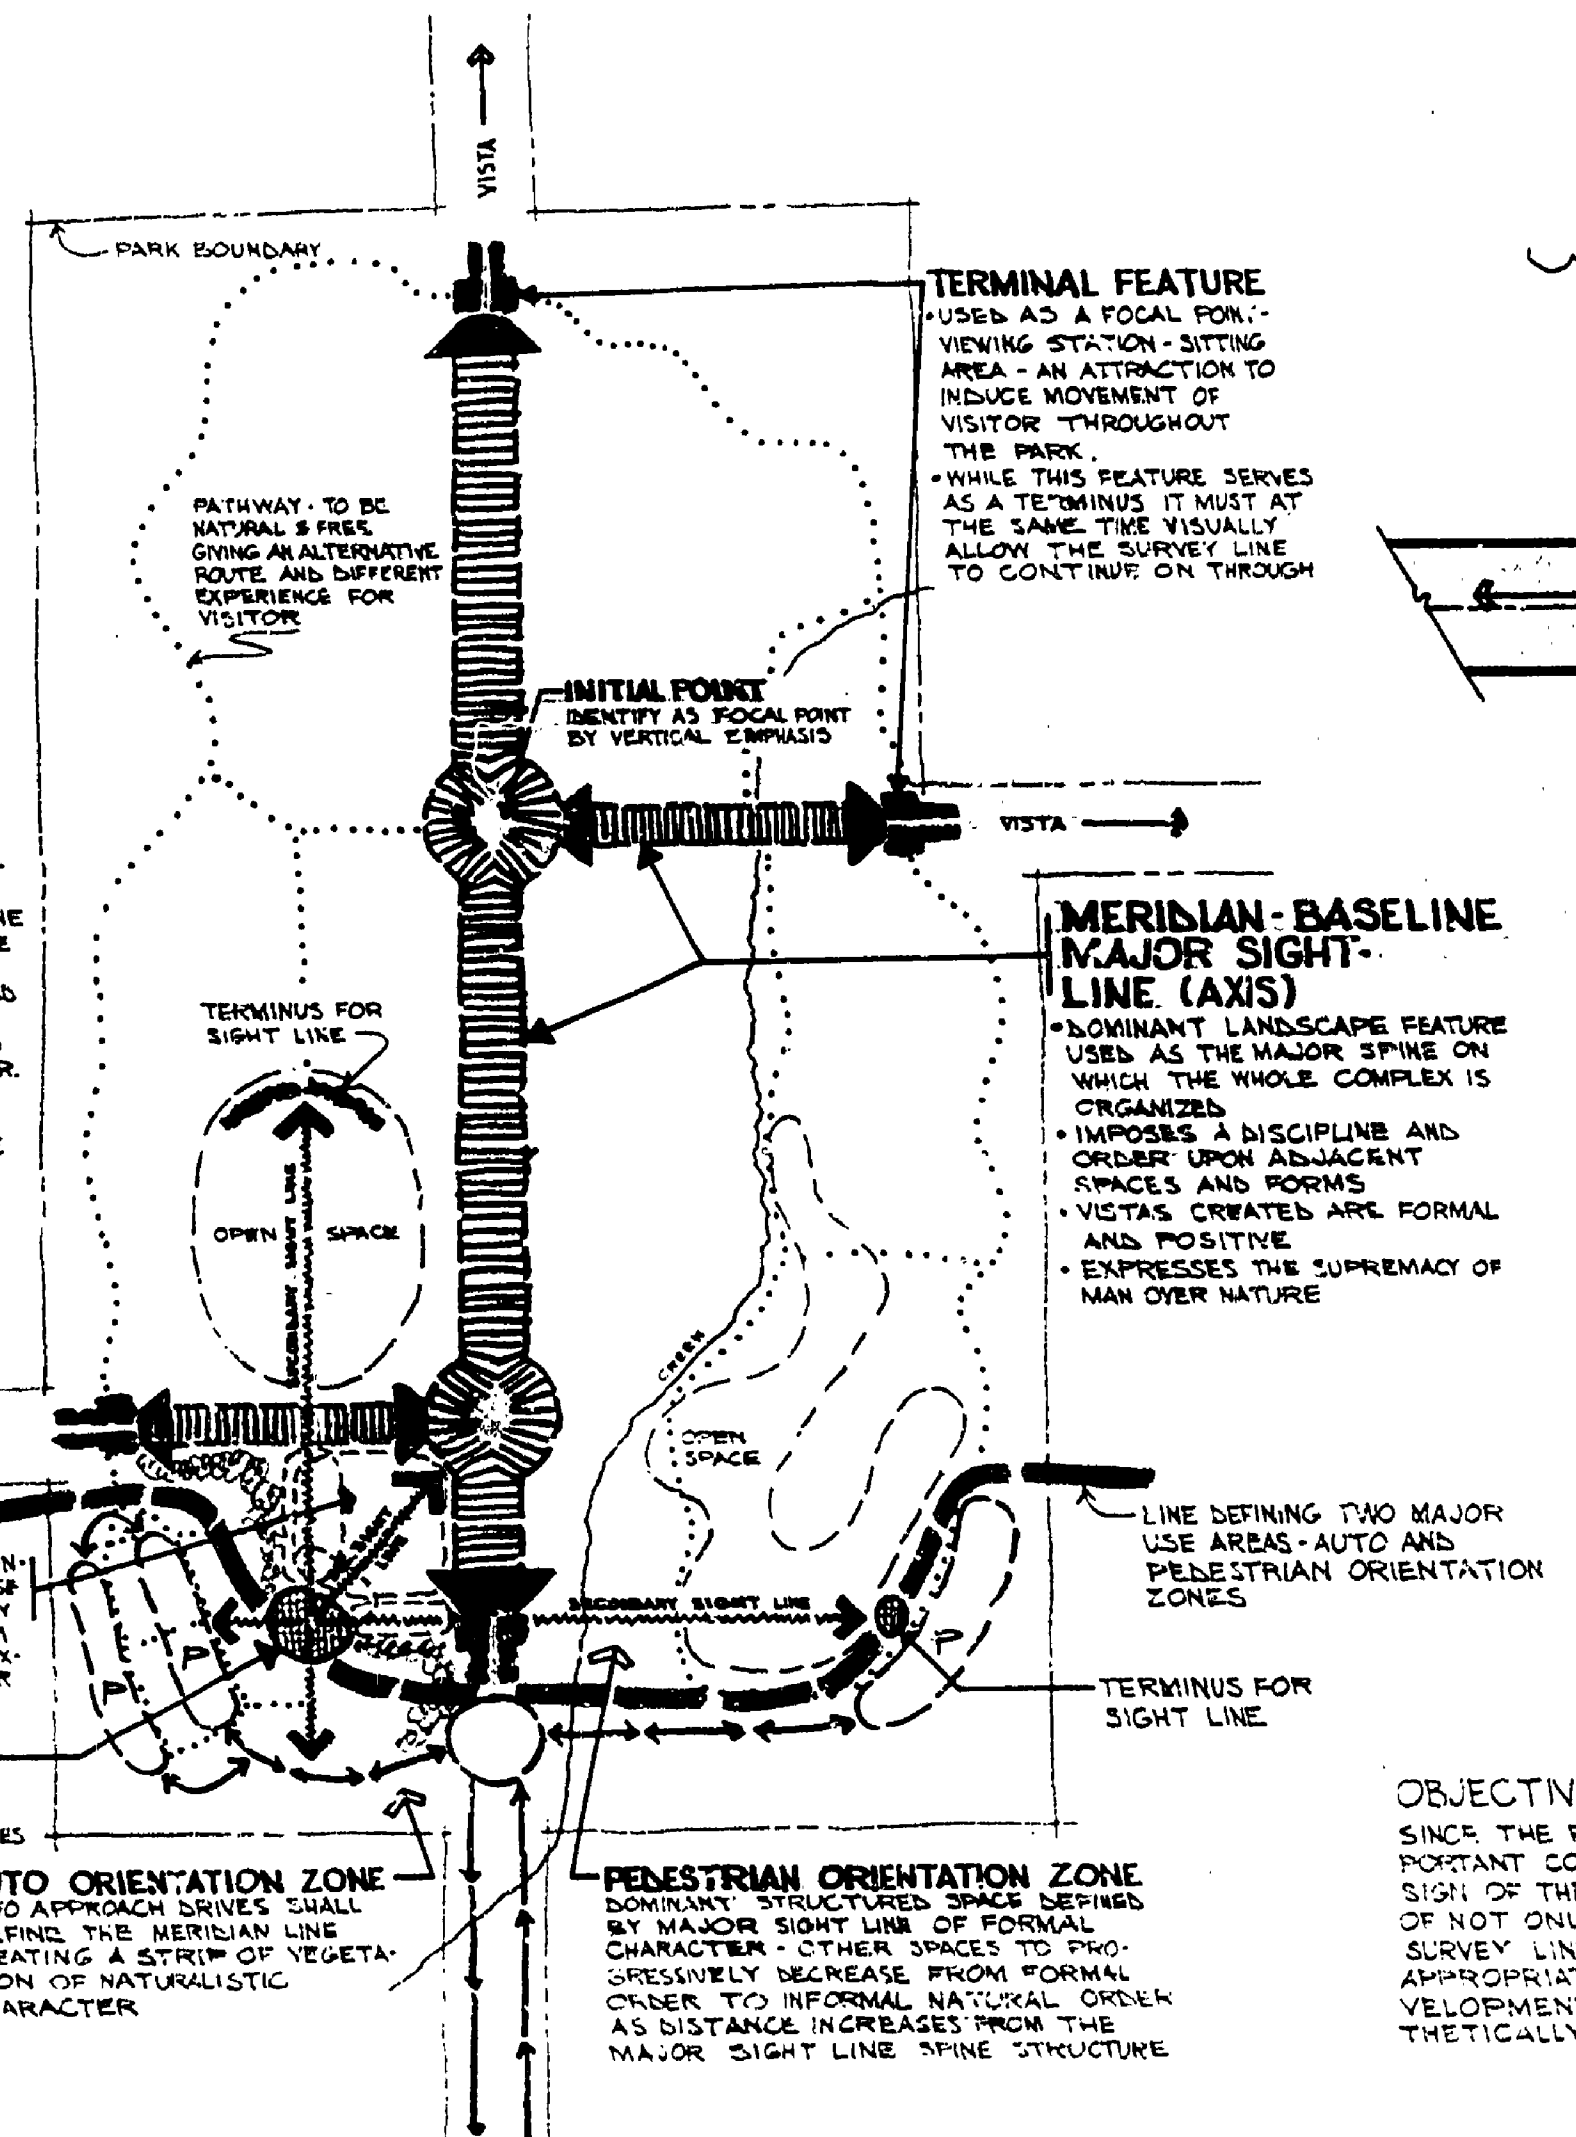 VISTA
PARK BOUNDARY
TERMINAL FEATURE
• USED AS A FOCAL POINT -
VIEWING STATION - SITTING
AREA - AN ATTRACTION TO
INDUCE MOVEMENT OF
VISITOR THROUGHOUT
THE PARK.
• WHILE THIS FEATURE SERVES
AS A TERMINUS IT MUST AT
THE SAME TIME VISUALLY
ALLOW THE SURVEY LINE
TO CONTINUE ON THROUGH
PATHWAY - TO BE
NATURAL & FREE
GIVING AN ALTERNATIVE
ROUTE AND DIFFERENT
EXPERIENCE FOR
VISITOR
INITIAL POINT
IDENTIFY AS FOCAL POINT
BY VERTICAL EMPHASIS
VISTA
MERIDIAN - BASELINE
MAJOR SIGHT-
LINE (AXIS)
• DOMINANT LANDSCAPE FEATURE
USED AS THE MAJOR SPINE ON
WHICH THE WHOLE COMPLEX IS
ORGANIZED
• IMPOSES A DISCIPLINE AND
ORDER UPON ADJACENT
SPACES AND FORMS
• VISTAS CREATED ARE FORMAL
AND POSITIVE
• EXPRESSES THE SUPREMACY OF
MAN OVER NATURE
TERMINUS FOR
SIGHT LINE
SECONDARY SIGHT LINE
OPEN SPACE
CREEK
OPEN
SPACE
SIGHT
LINE
SECONDARY SIGHT LINE
P
P
P
LINE DEFINING TWO MAJOR
USE AREAS - AUTO AND
PEDESTRIAN ORIENTATION
ZONES
TERMINUS FOR
SIGHT LINE
UTO ORIENTATION ZONE
O APPROACH DRIVES SHALL
FINE THE MERIDIAN LINE
EATING A STRIP OF VEGETA-
ON OF NATURALISTIC
ARACTER
PEDESTRIAN ORIENTATION ZONE
DOMINANT STRUCTURED SPACE DEFINED
BY MAJOR SIGHT LINE OF FORMAL
CHARACTER - OTHER SPACES TO PRO-
GRESSIVELY DECREASE FROM FORMAL
ORDER TO INFORMAL NATURAL ORDER
AS DISTANCE INCREASES FROM THE
MAJOR SIGHT LINE SPINE STRUCTURE
OBJECTIV
SINCE THE
PORTANT CO
SIGN OF THE
OF NOT ONL
SURVEY LIN
APPROPRIAT
VELOPMENT
THETICALLY